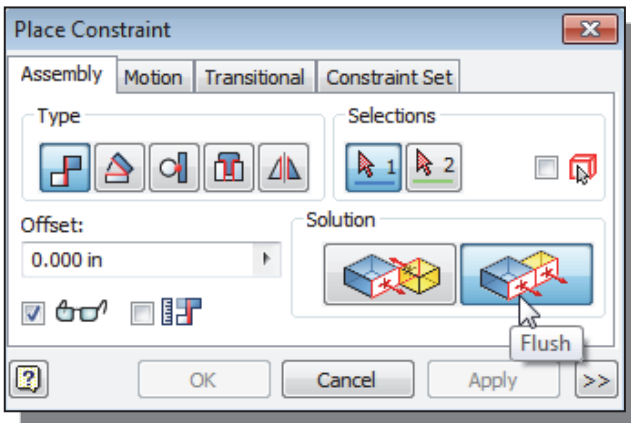 Place Constraint
Assembly Motion Transitional Constraint Set
Type Selections
1 2
Offset: Solution
0.000 in
Flush
? OK Cancel Apply >>